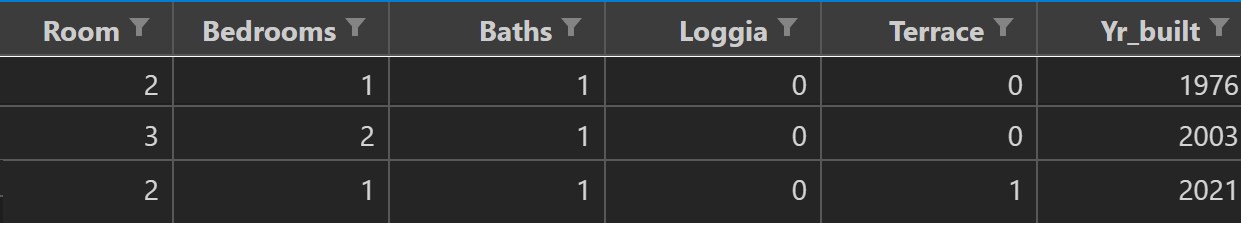 Room Bedrooms Baths Loggia Terrace Yr_built
2 1 1 0 0 1976
3 2 1 0 0 2003
2 1 1 0 1 2021